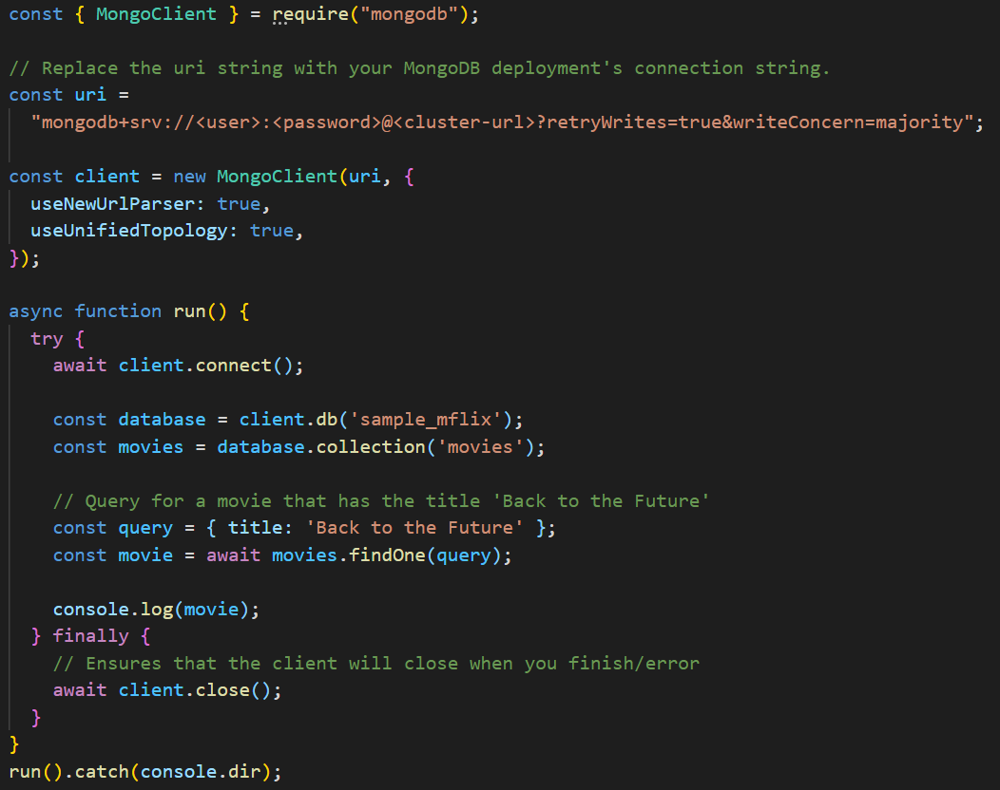 const { MongoClient } = require("mongodb");
// Replace the uri string with your MongoDB deployment's connection string.
const uri =
"mongodb+srv://<user>:<password>@<cluster-url>?retryWrites=true&writeConcern=majority";
const client = new MongoClient(uri, {
useNewUrlParser: true,
useUnifiedTopology: true,
});
async function run() {
try {
await client.connect();
const database = client.db('sample_mflix');
const movies = database.collection('movies');
// Query for a movie that has the title 'Back to the Future'
const query = { title: 'Back to the Future' };
const movie = await movies.findOne(query);
console.log(movie);
} finally {
// Ensures that the client will close when you finish/error
await client.close();
}
}
run().catch(console.dir);